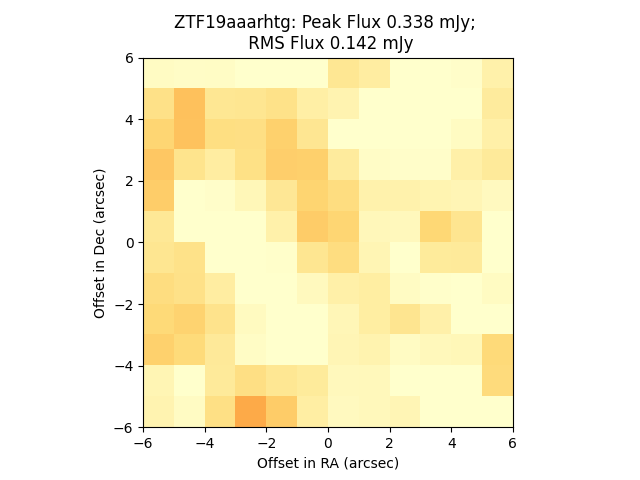 ZTF19aaarhtg: Peak Flux 0.338 mJy;
RMS Flux 0.142 mJy
6
4
2
0
−2
−4
−6
Offset in Dec (arcsec)
−6 −4 −2 0 2 4 6
Offset in RA (arcsec)